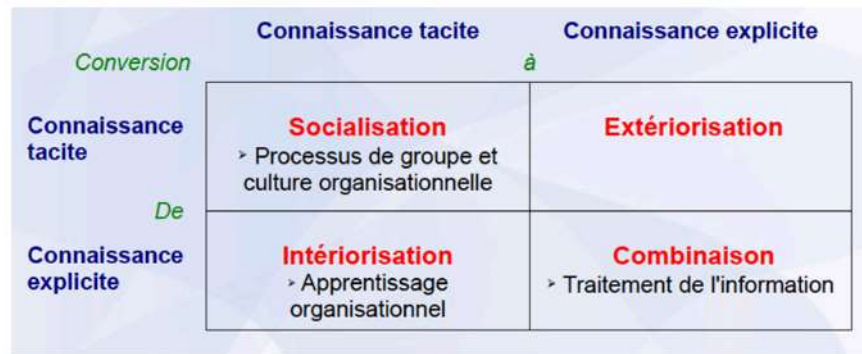 Connaissance tacite Connaissance explicite
Conversion à
Connaissance
tacite
Socialisation
➢ Processus de groupe et
culture organisationnelle
Extériorisation
De
Connaissance
explicite
Intériorisation
➢ Apprentissage
organisationnel
Combinaison
➢ Traitement de l'information